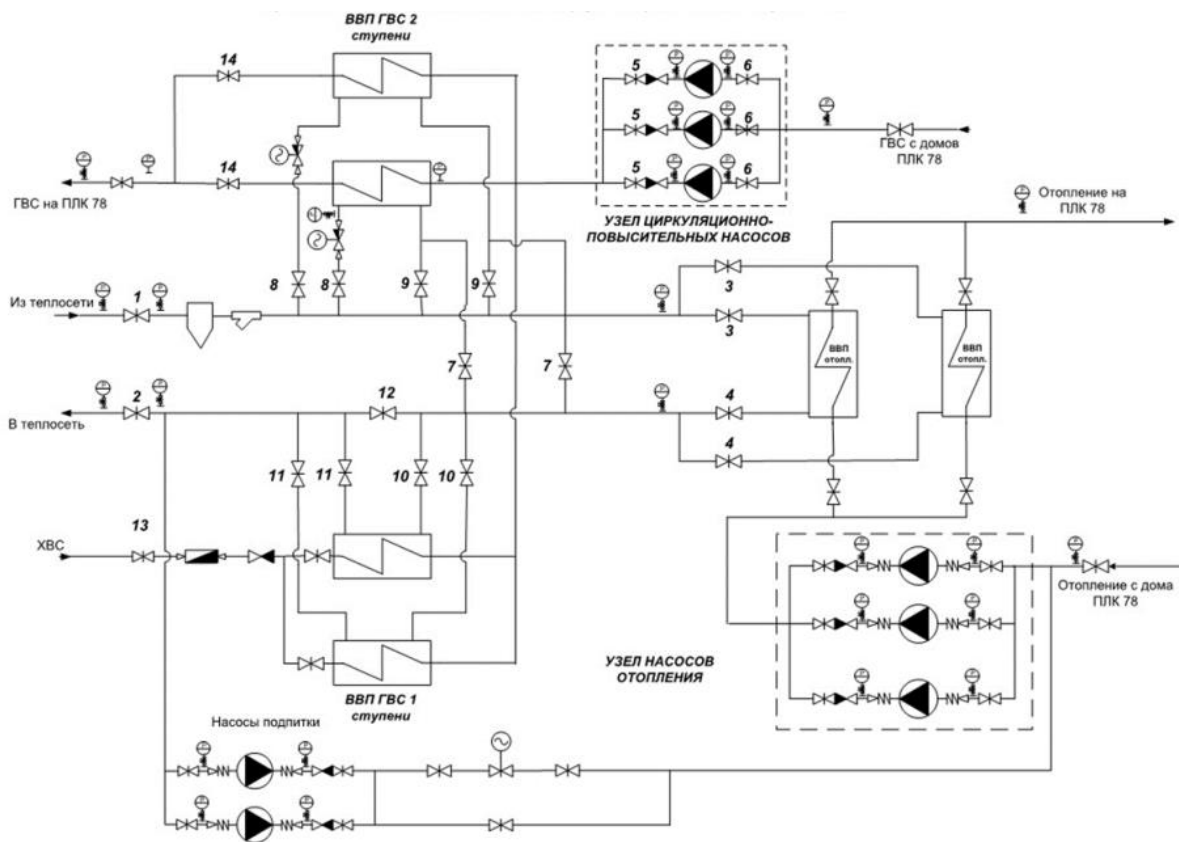 ВВП ГВС 2
ступени
14
5
6
5
6
5
6
ГВС с домов
ПЛК 78
14
ГВС на ПЛК 78
УЗЕЛ ЦИРКУЛЯЦИОННО-
ПОВЫСИТЕЛЬНЫХ НАСОСОВ
Отопление на
ПЛК 78
8
8
9
9
3
Из теплосети
1
3
ВВП
отопл.
ВВП
отопл.
7
7
2
12
4
В теплосеть
4
11
11
10
10
13
ХВС
Отопление с дома
ПЛК 78
УЗЕЛ НАСОСОВ
ОТОПЛЕНИЯ
ВВП ГВС 1
ступени
Насосы подпитки